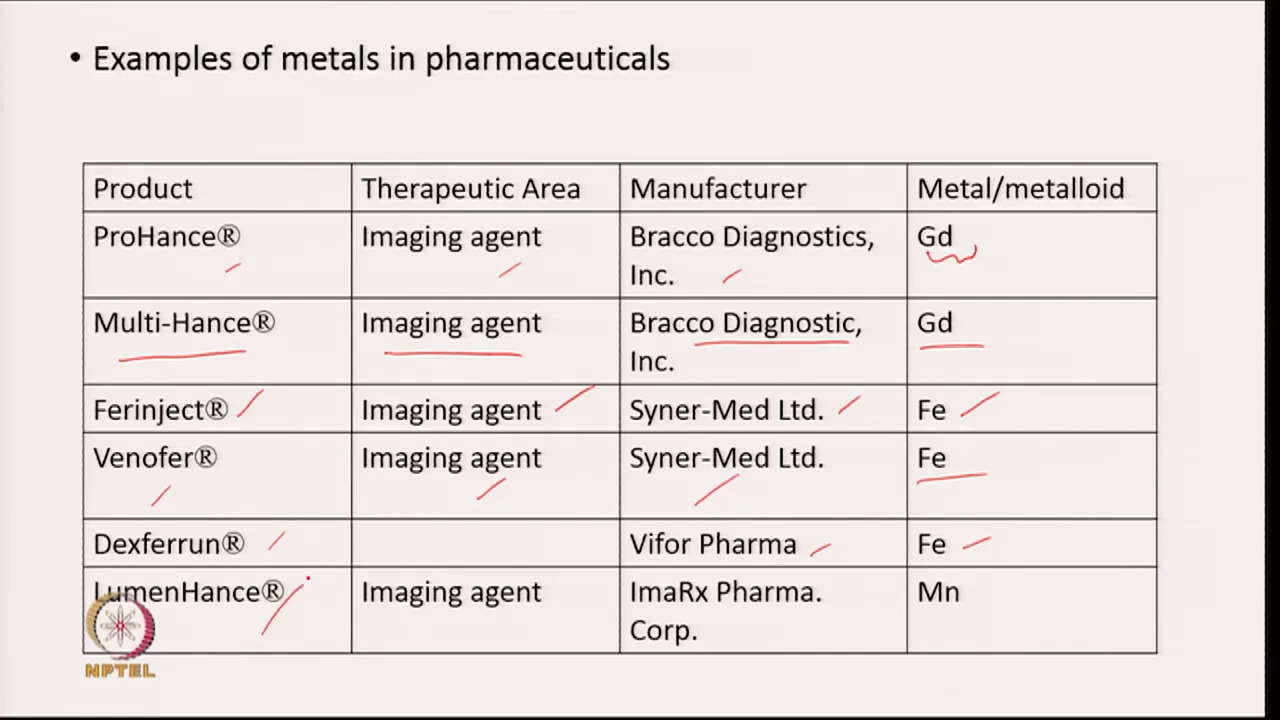 • Examples of metals in pharmaceuticals
Product Therapeutic Area Manufacturer Metal/metalloid
ProHance® Imaging agent Bracco Diagnostics, Gd
Inc.
Multi-Hance® Imaging agent Bracco Diagnostic, Gd
Inc.
Ferinject® Imaging agent Syner-Med Ltd. Fe
Venofer® Imaging agent Syner-Med Ltd. Fe
Dexferrun® Vifor Pharma Fe
LumenHance® Imaging agent ImaRx Pharma. Mn
Corp.
NPTEL